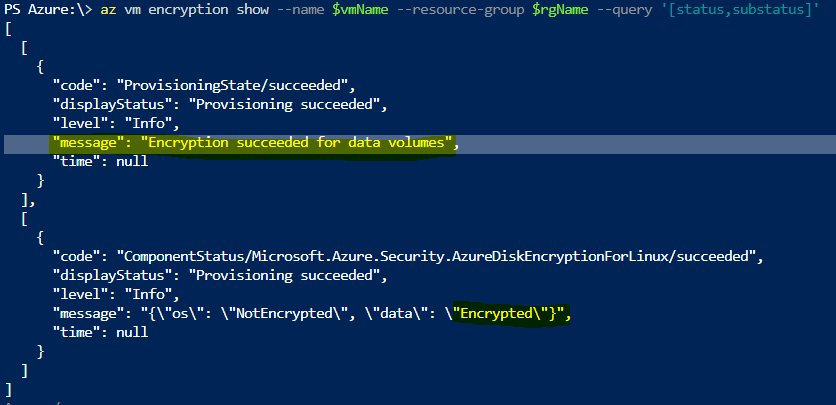 PS Azure:\> az vm encryption show --name $vmName --resource-group $rgName --query '[status,substatus]'
[
  [
    {
      "code": "ProvisioningState/succeeded",
      "displayStatus": "Provisioning succeeded",
      "level": "Info",
      "message": "Encryption succeeded for data volumes",
      "time": null
    }
  ],
  [
    {
      "code": "ComponentStatus/Microsoft.Azure.Security.AzureDiskEncryptionForLinux/succeeded",
      "displayStatus": "Provisioning succeeded",
      "level": "Info",
      "message": "{\"os\": \"NotEncrypted\", \"data\": \"Encrypted\"}",
      "time": null
    }
  ]
]